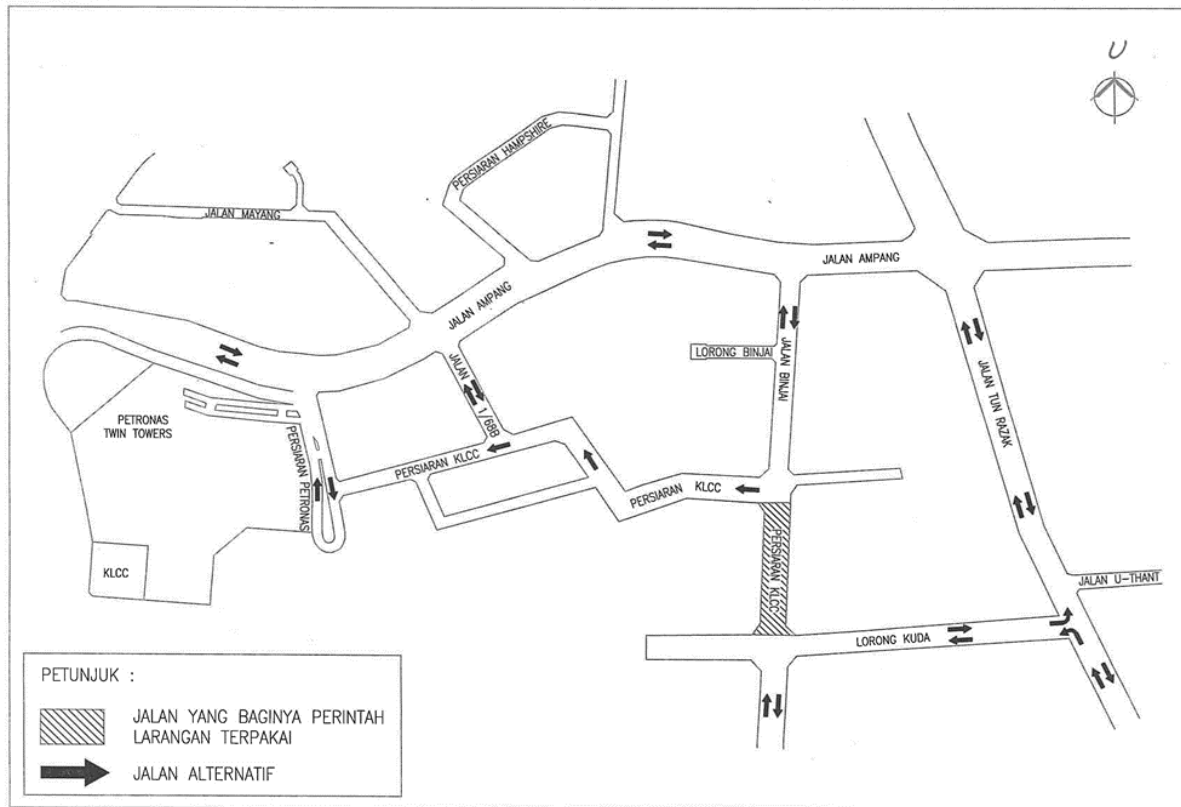 U
PERSIARAN HAMPSHIRE
JALAN MAYANG
JALAN AMPANG
JALAN AMPANG
LORONG BINJAI
JALAN BINJAI
JALAN TUN RAZAK
JALAN 1/68B
PETRONAS
TWIN TOWERS
PERSIARAN PETRONAS
PERSIARAN KLCC
PERSIARAN KLCC
PERSIARAN KLCC
KLCC
JALAN U-THANT
LORONG KUDA
PETUNJUK :
JALAN YANG BAGINYA PERINTAH
LARANGAN TERPAKAI
JALAN ALTERNATIF